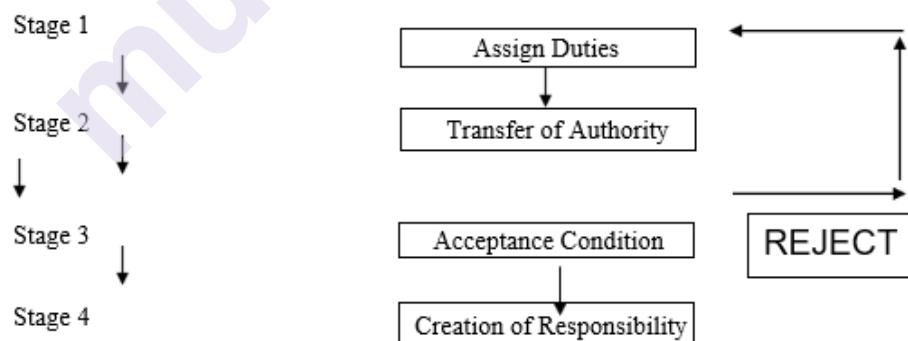 Stage 1
Assign Duties
Stage 2
Transfer of Authority
Stage 3
Acceptance Condition
REJECT
Stage 4
Creation of Responsibility
mu